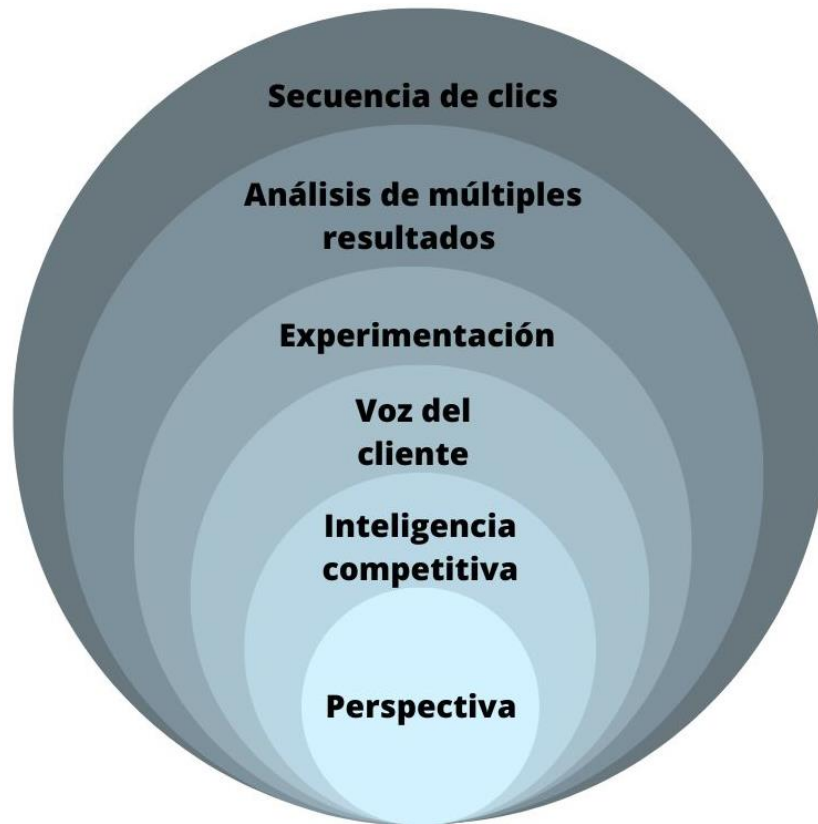 Secuencia de clics
Análisis de múltiples
resultados
Experimentación
Voz del
cliente
Inteligencia
competitiva
Perspectiva